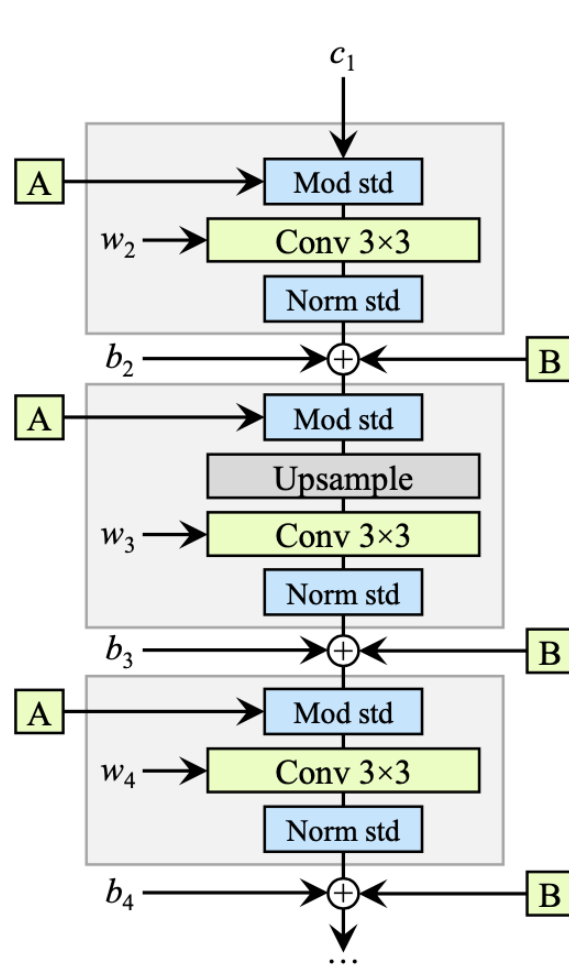 c₁
A
Mod std
w₂
Conv 3×3
Norm std
b₂
+
B
A
Mod std
Upsample
w₃
Conv 3×3
Norm std
b₃
+
B
A
Mod std
w₄
Conv 3×3
Norm std
b₄
+
B
...